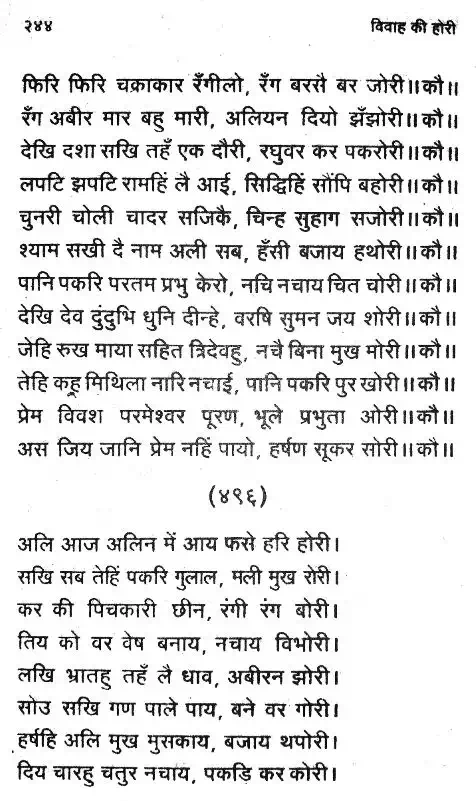 २४४ विवाह की होरी
फिरि फिरि चक्राकार रँगीलो, रँग बरसै बर जोरी॥कौ॥
रँग अबीर मार बहु मारी, अलियन दियो झँझोरी॥कौ॥
देखि दशा सखि तहँ एक दौरी, रघुवर कर पकरोरी॥कौ॥
लपटि झपटि रामहिं लै आई, सिद्धिहिं सौंपि बहोरी॥कौ॥
चुनरी चोली चादर सजिकै, चिन्ह सुहाग सजोरी॥कौ॥
श्याम सखी दै नाम अली सब, हँसी बजाय हथोरी॥कौ॥
पानि पकरि परतम प्रभु केरो, नचि नचाय चित चोरी॥कौ॥
देखि देव दुंदुभि धुनि दीन्हे, वरषि सुमन जय शोरी॥कौ॥
जेहि रुख माया सहित त्रिदेवहु, नचै बिना मुख मोरी॥कौ॥
तेहि कहू मिथिला नारि नचाई, पानि पकरि पुर खोरी॥कौ॥
प्रेम विवश परमेश्वर पूरण, भूले प्रभुता ओरी॥कौ॥
अस जिय जानि प्रेम नहिं पायो, हर्षण सूकर सोरी॥कौ॥
(४९६)
अलि आज अलिन में आय फसे हरि होरी।
सखि सब तेहिं पकरि गुलाल, मली मुख रोरी।
कर की पिचकारी छीन, रंगी रंग बोरी।
तिय को वर वेष बनाय, नचाय विभोरी।
लखि भ्रातहु तहँ लै धाव, अबीरन झोरी।
सोउ सखि गण पाले पाय, बने वर गोरी।
हर्षहि अलि मुख मुसकाय, बजाय थपोरी।
दिय चारहु चतुर नचाय, पकड़ि कर कोरी।